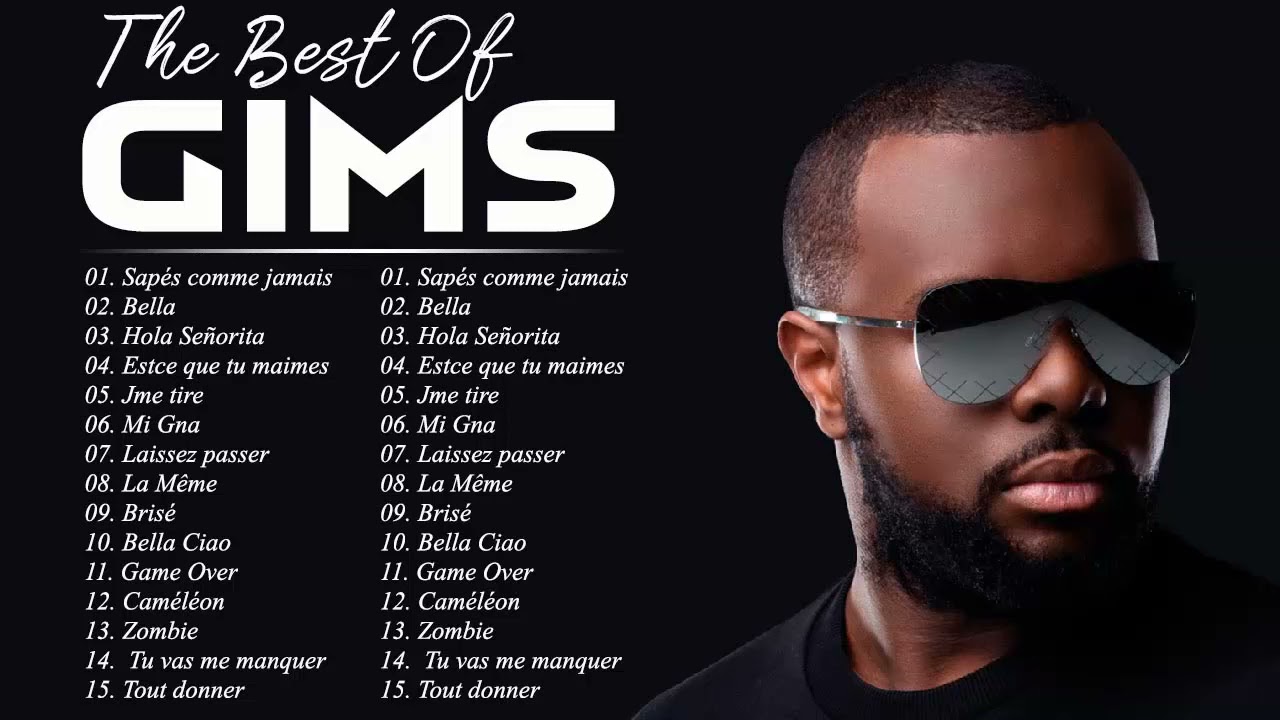 The Best Of
GIMS
01. Sapés comme jamais
02. Bella
03. Hola Señorita
04. Estce que tu maimes
05. Jme tire
06. Mi Gna
07. Laissez passer
08. La Même
09. Brisé
10. Bella Ciao
11. Game Over
12. Caméléon
13. Zombie
14. Tu vas me manquer
15. Tout donner
01. Sapés comme jamais
02. Bella
03. Hola Señorita
04. Estce que tu maimes
05. Jme tire
06. Mi Gna
07. Laissez passer
08. La Même
09. Brisé
10. Bella Ciao
11. Game Over
12. Caméléon
13. Zombie
14. Tu vas me manquer
15. Tout donner